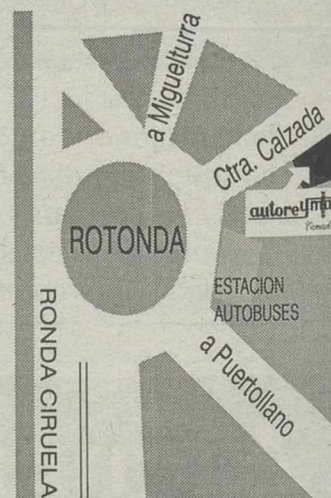 a Miguelturra
Ctra. Calzada
ROTONDA
ESTACION
AUTOBUSES
a Puertollano
RONDA CIRUELA